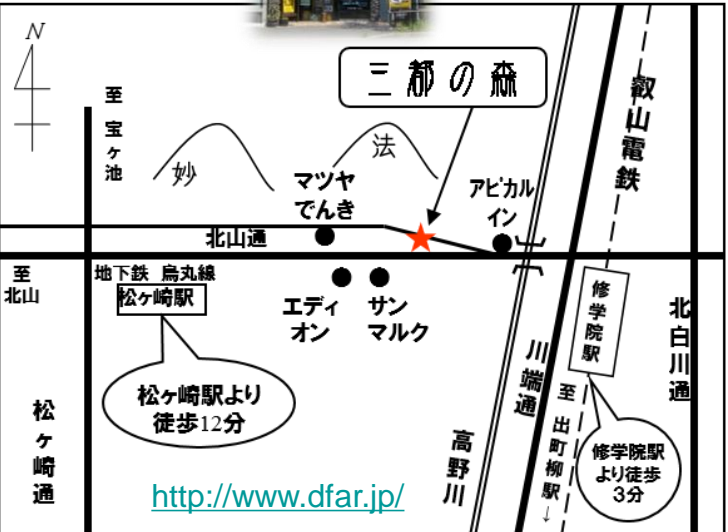 N
三都の森
至
宝ヶ池
妙
法
マツヤ
でんき
アピカル
イン
叡山電鉄
北山通
至
北山
地下鉄 烏丸線
松ヶ崎駅
エディ
オン
サン
マルク
修学院駅
北白川通
松ヶ崎駅より
徒歩12分
松ヶ崎通
川端通
至 出町柳駅→
高野川
修学院駅
より徒歩
3分
http://www.dfar.jp/